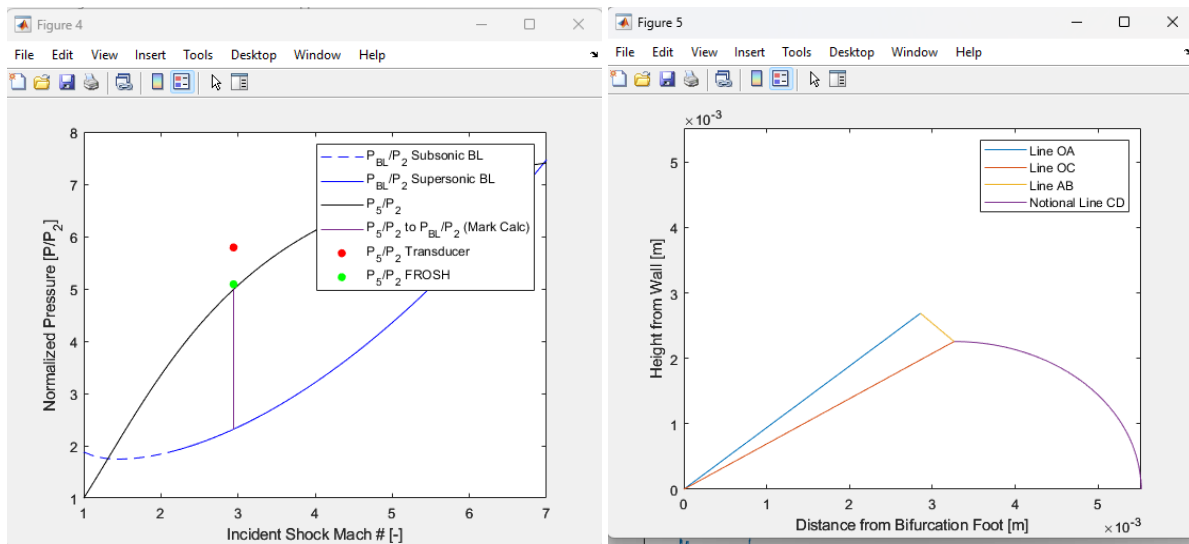 Figure 4
File Edit View Insert Tools Desktop Window Help
8
7
6
5
4
3
2
1
Normalized Pressure [P/P2]
P_BL/P_2 Subsonic BL
P_BL/P_2 Supersonic BL
P_5/P_2
P_5/P_2 to P_BL/P_2 (Mark Calc)
P_5/P_2 Transducer
P_5/P_2 FROSH
1 2 3 4 5 6 7
Incident Shock Mach # [-]
Figure 5
File Edit View Insert Tools Desktop Window Help
×10^-3
5
4
3
2
1
0
Height from Wall [m]
Line OA
Line OC
Line AB
Notional Line CD
0 1 2 3 4 5
Distance from Bifurcation Foot [m]
×10^-3